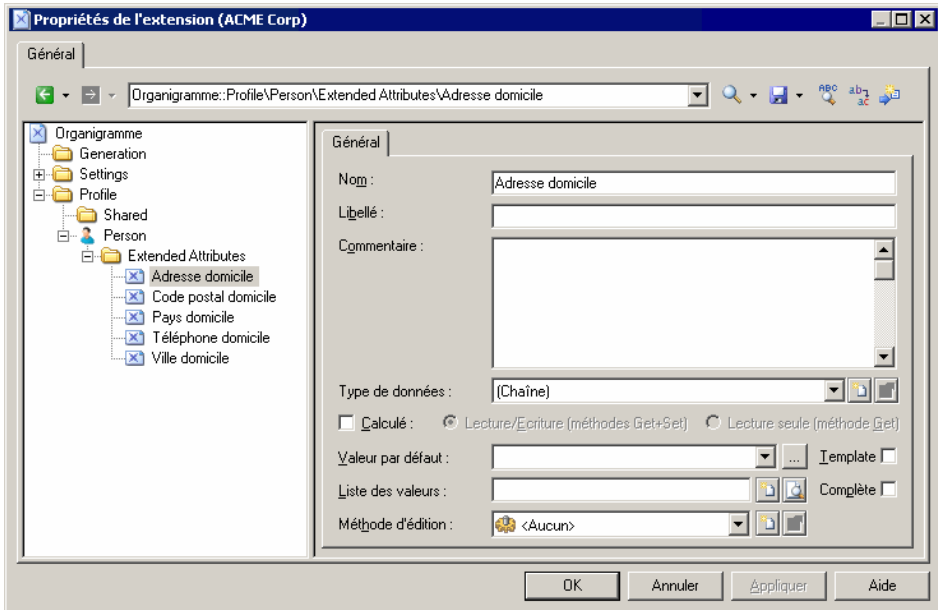 Propriétés de l'extension (ACME Corp)
Général
Organigramme::Profile\Person\Extended Attributes\Adresse domicile
Organigramme
Generation
Settings
Profile
Shared
Person
Extended Attributes
Adresse domicile
Code postal domicile
Pays domicile
Téléphone domicile
Ville domicile
Général
Nom : Adresse domicile
Libellé :
Commentaire :
Type de données : (Chaîne)
Calculé : Lecture/Ecriture (méthodes Get+Set) Lecture seule (méthode Get)
Valeur par défaut : ... Template
Liste des valeurs : Complète
Méthode d'édition : <Aucun>
OK Annuler Appliquer Aide